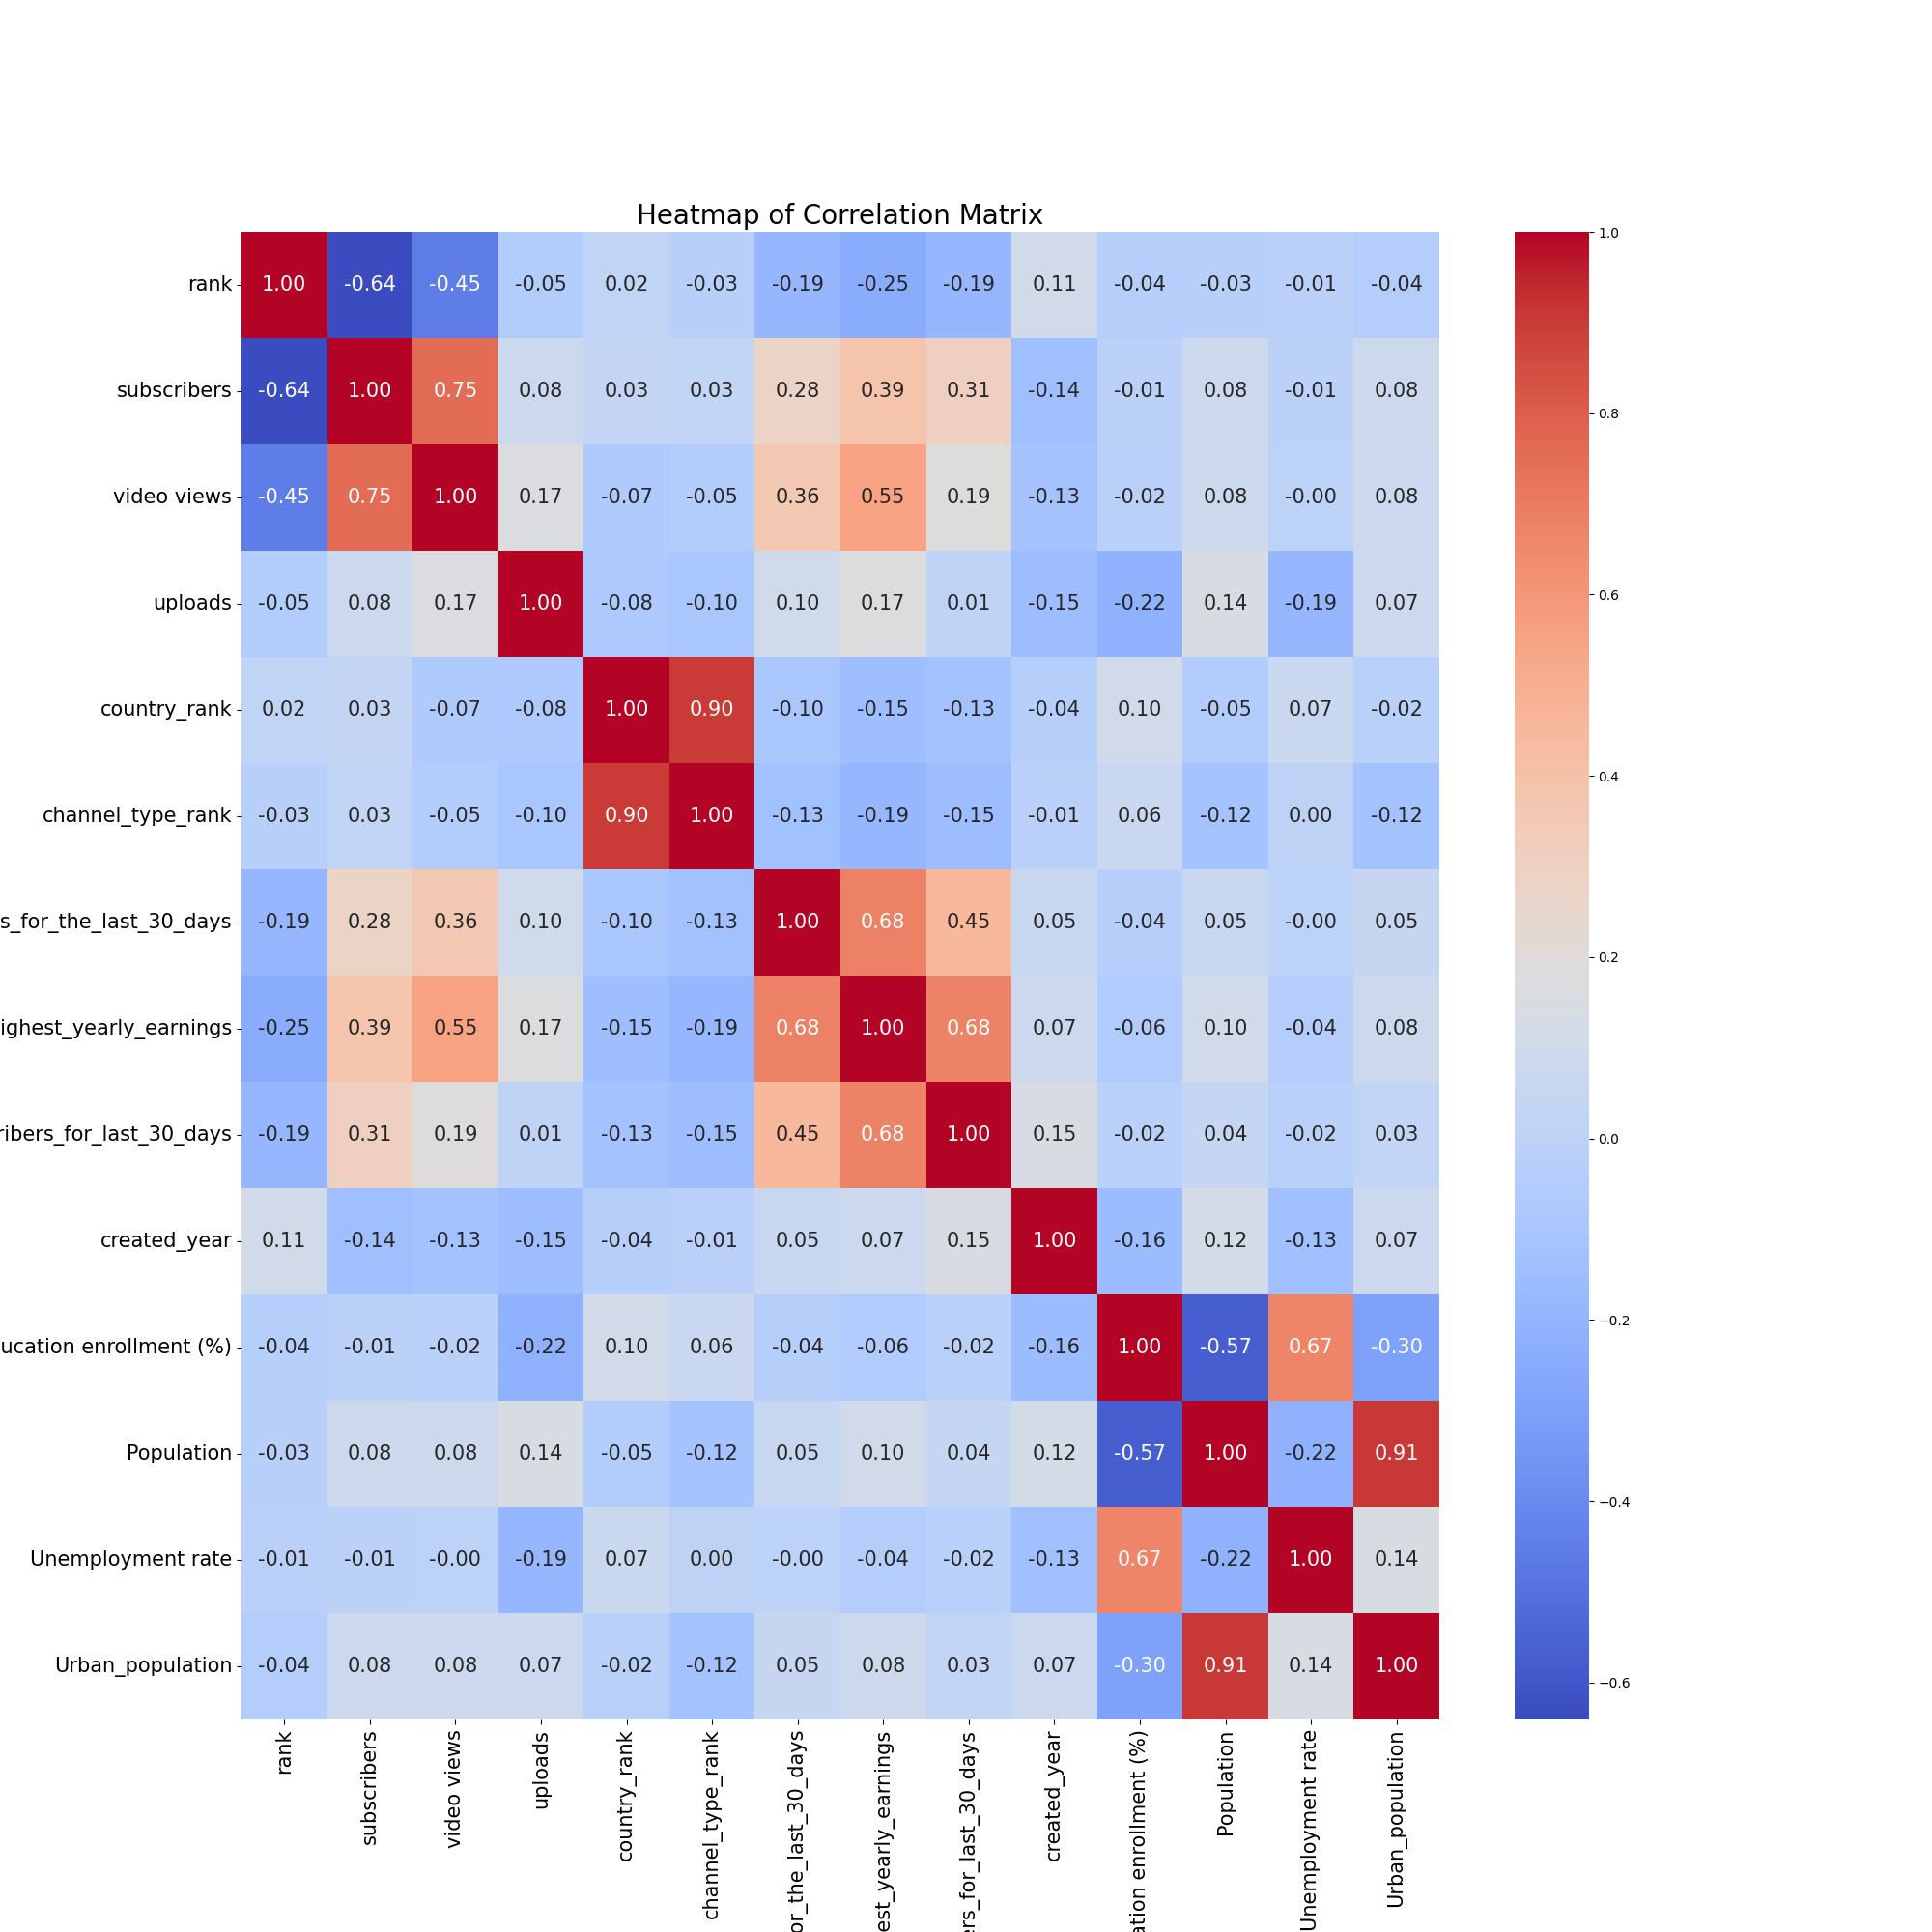 Heatmap of Correlation Matrix
rank 1.00 -0.64 -0.45 -0.05 0.02 -0.03 -0.19 -0.25 -0.19 0.11 -0.04 -0.03 -0.01 -0.04
subscribers -0.64 1.00 0.75 0.08 0.03 0.03 0.28 0.39 0.31 -0.14 -0.01 0.08 -0.01 0.08
video views -0.45 0.75 1.00 0.17 -0.07 -0.05 0.36 0.55 0.19 -0.13 -0.02 0.08 -0.00 0.08
uploads -0.05 0.08 0.17 1.00 -0.08 -0.10 0.10 0.17 0.01 -0.15 -0.22 0.14 -0.19 0.07
country_rank 0.02 0.03 -0.07 -0.08 1.00 0.90 -0.10 -0.15 -0.13 -0.04 0.10 -0.05 0.07 -0.02
channel_type_rank -0.03 0.03 -0.05 -0.10 0.90 1.00 -0.13 -0.19 -0.15 -0.01 0.06 -0.12 0.00 -0.12
s_for_the_last_30_days -0.19 0.28 0.36 0.10 -0.10 -0.13 1.00 0.68 0.45 0.05 -0.04 0.05 -0.00 0.05
ighest_yearly_earnings -0.25 0.39 0.55 0.17 -0.15 -0.19 0.68 1.00 0.68 0.07 -0.06 0.10 -0.04 0.08
ribers_for_last_30_days -0.19 0.31 0.19 0.01 -0.13 -0.15 0.45 0.68 1.00 0.15 -0.02 0.04 -0.02 0.03
created_year 0.11 -0.14 -0.13 -0.15 -0.04 -0.01 0.05 0.07 0.15 1.00 -0.16 0.12 -0.13 0.07
ucation enrollment (%) -0.04 -0.01 -0.02 -0.22 0.10 0.06 -0.04 -0.06 -0.02 -0.16 1.00 -0.57 0.67 -0.30
Population -0.03 0.08 0.08 0.14 -0.05 -0.12 0.05 0.10 0.04 0.12 -0.57 1.00 -0.22 0.91
Unemployment rate -0.01 -0.01 -0.00 -0.19 0.07 0.00 -0.00 -0.04 -0.02 -0.13 0.67 -0.22 1.00 0.14
Urban_population -0.04 0.08 0.08 0.07 -0.02 -0.12 0.05 0.08 0.03 0.07 -0.30 0.91 0.14 1.00
rank
subscribers
video views
uploads
country_rank
channel_type_rank
or_the_last_30_days
est_yearly_earnings
ers_for_last_30_days
created_year
ation enrollment (%)
Population
Unemployment rate
Urban_population
1.0
0.8
0.6
0.4
0.2
0.0
−0.2
−0.4
−0.6